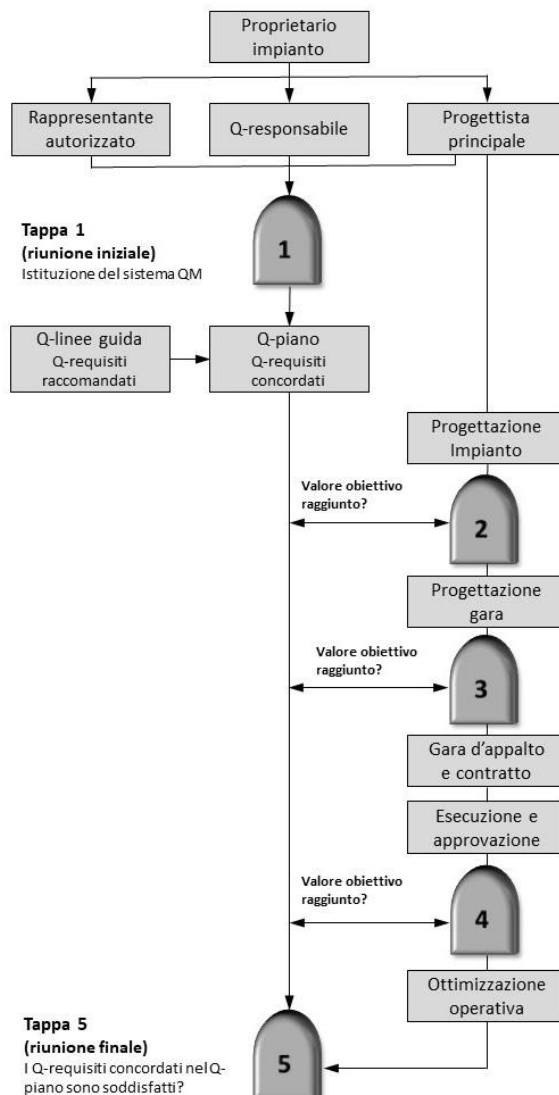 Proprietario
impianto
Rappresentante
autorizzato
Q-responsabile
Progettista
principale
Tappa 1
(riunione iniziale)
Istituzione del sistema QM
1
Q-linee guida
Q-requisiti
raccomandati
Q-piano
Q-requisiti
concordati
Progettazione
Impianto
Valore obiettivo
raggiunto?
2
Progettazione
gara
Valore obiettivo
raggiunto?
3
Gara d'appalto
e contratto
Esecuzione e
approvazione
Valore obiettivo
raggiunto?
4
Ottimizzazione
operativa
Tappa 5
(riunione finale)
I Q-requisiti concordati nel Q-
piano sono soddisfatti?
5